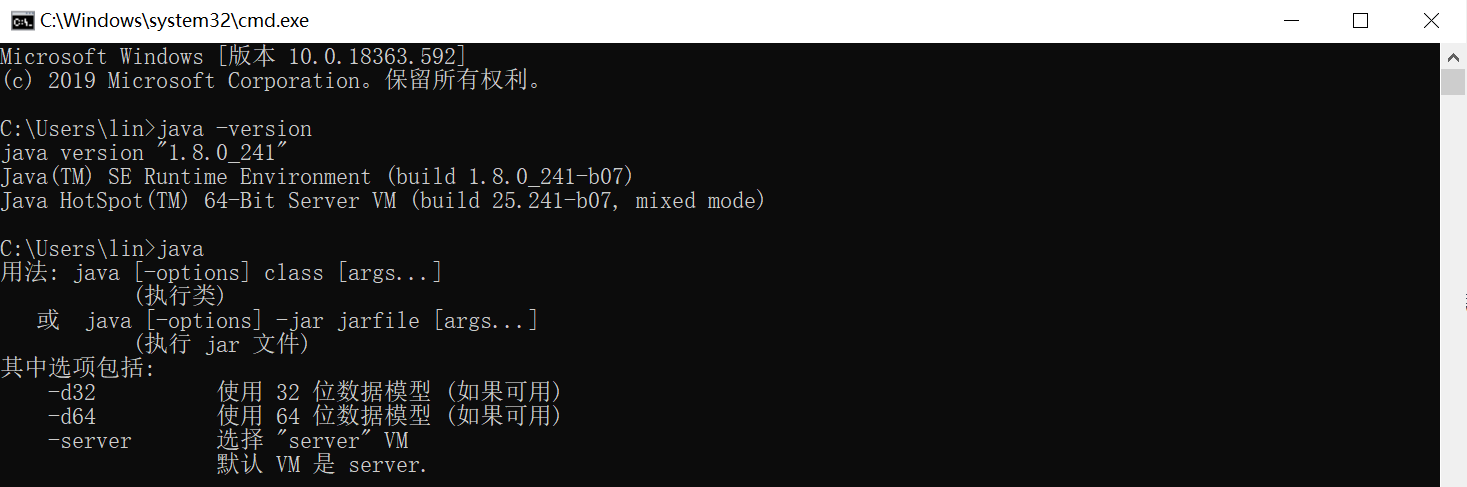 C:\Windows\system32\cmd.exe
Microsoft Windows [版本 10.0.18363.592]
(c) 2019 Microsoft Corporation。保留所有权利。
C:\Users\lin>java -version
java version "1.8.0_241"
Java(TM) SE Runtime Environment (build 1.8.0_241-b07)
Java HotSpot(TM) 64-Bit Server VM (build 25.241-b07, mixed mode)
C:\Users\lin>java
用法: java [-options] class [args...]
(执行类)
或 java [-options] -jar jarfile [args...]
(执行 jar 文件)
其中选项包括:
-d32 使用 32 位数据模型 (如果可用)
-d64 使用 64 位数据模型 (如果可用)
-server 选择 "server" VM
默认 VM 是 server.